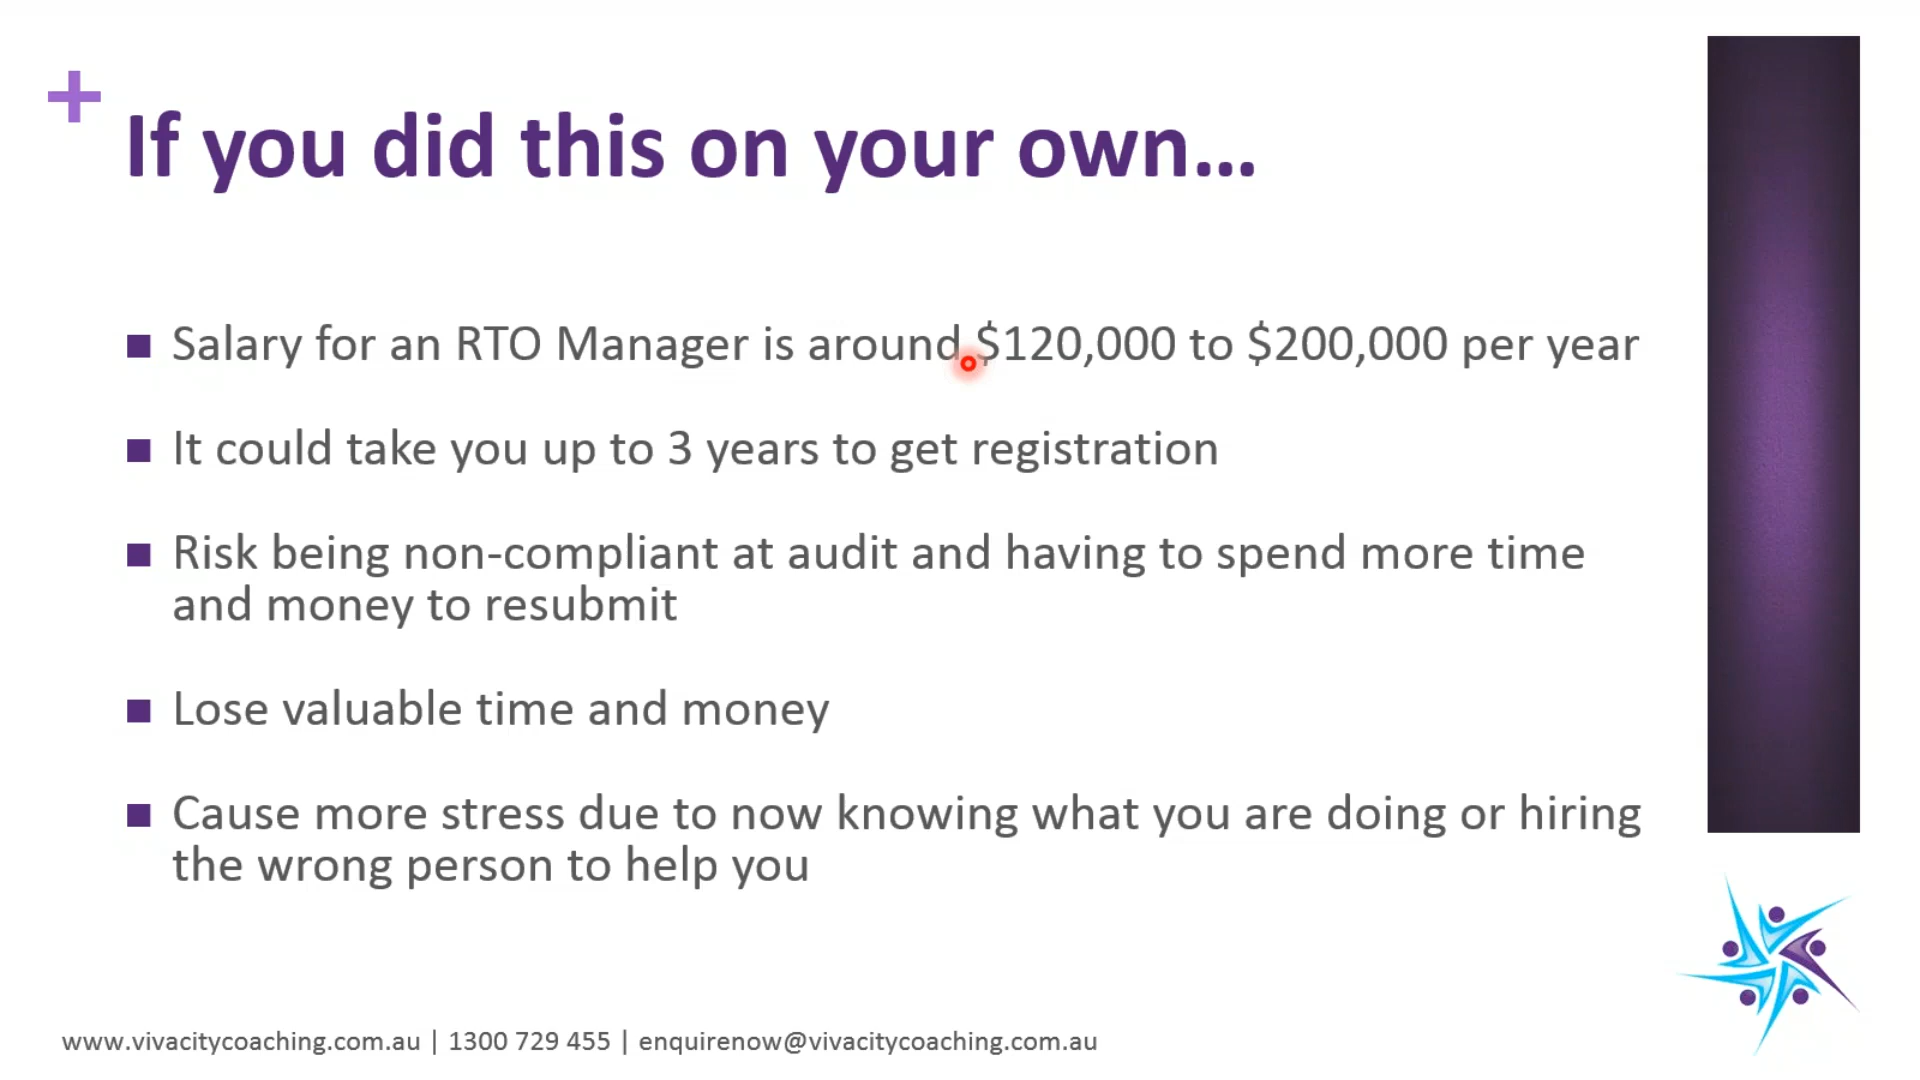 If you did this on your own...
Salary for an RTO Manager is around $120,000 to $200,000 per year
It could take you up to 3 years to get registration
Risk being non-compliant at audit and having to spend more time
and money to resubmit
Lose valuable time and money
Cause more stress due to now knowing what you are doing or hiring
the wrong person to help you
www.vivacitycoaching.com.au | 1300 729 455 | enquirenow@vivacitycoaching.com.au